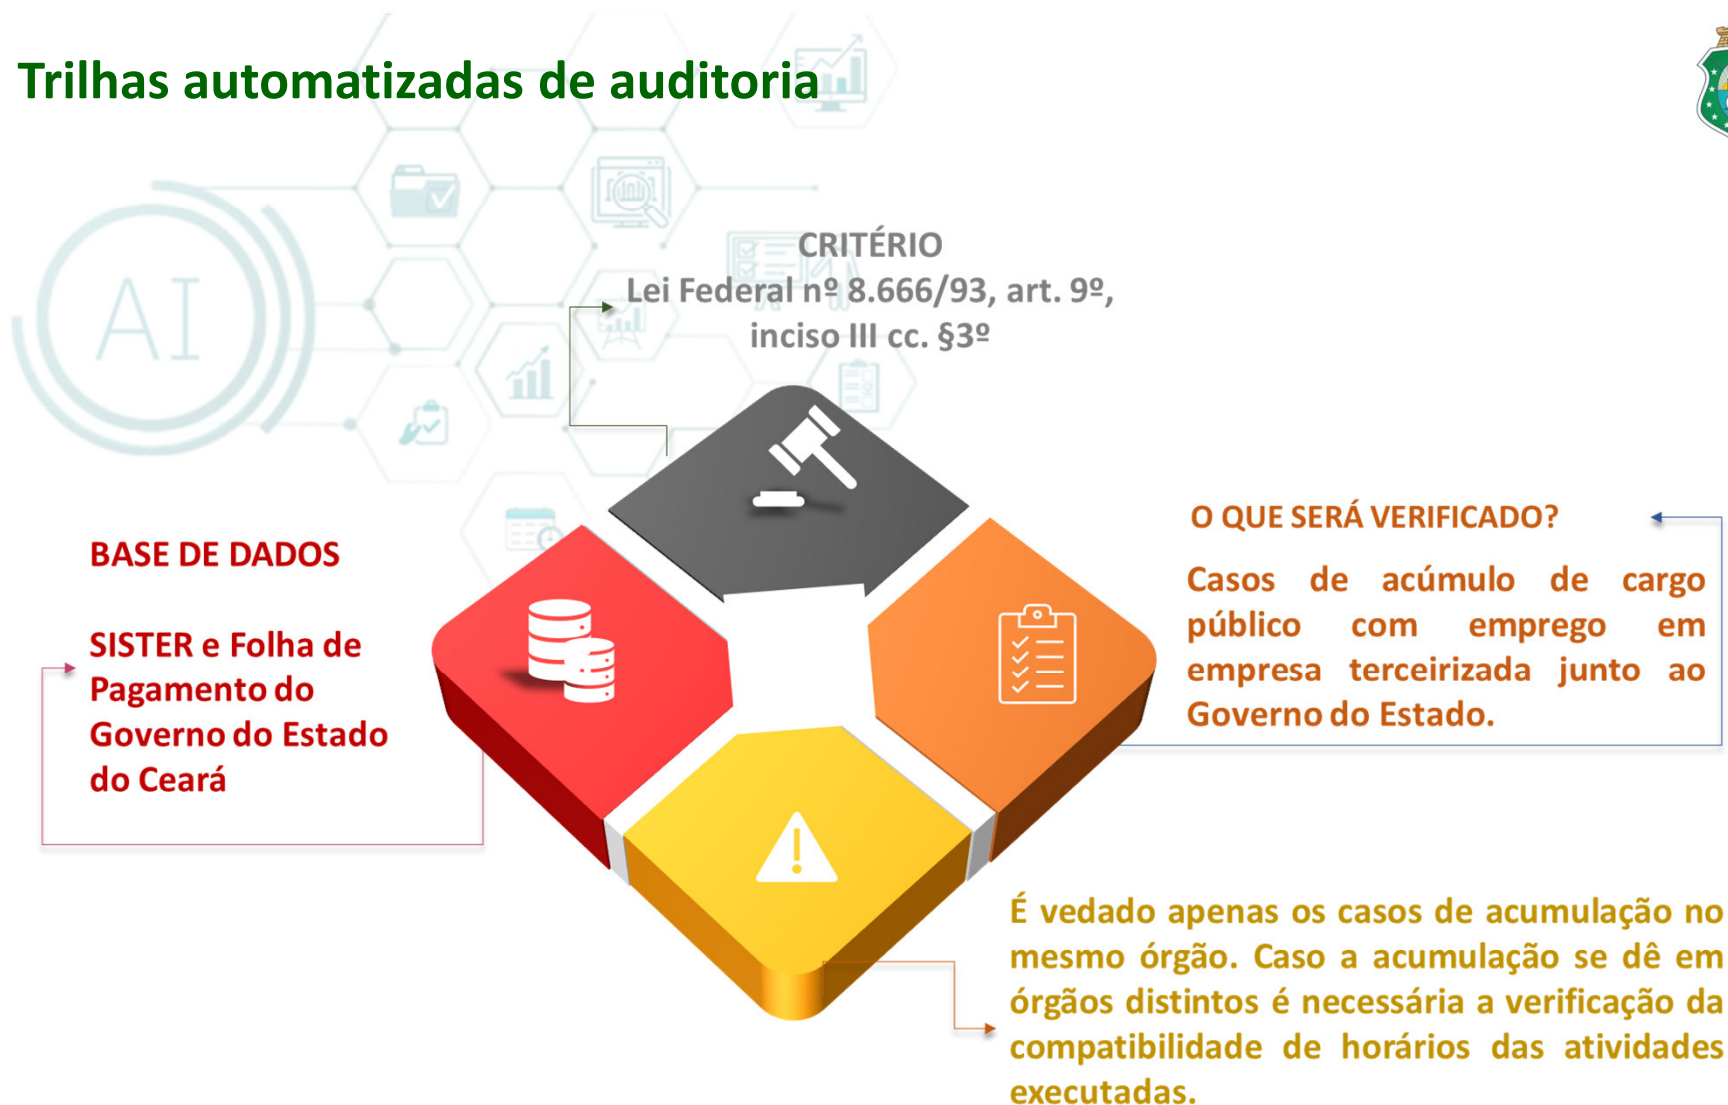 Trilhas automatizadas de auditoria
AI
CRITÉRIO
Lei Federal nº 8.666/93, art. 9º,
inciso III cc. §3º
BASE DE DADOS
SISTER e Folha de
Pagamento do
Governo do Estado
do Ceará
O QUE SERÁ VERIFICADO?
Casos de acúmulo de cargo
público com emprego em
empresa terceirizada junto ao
Governo do Estado.
É vedado apenas os casos de acumulação no
mesmo órgão. Caso a acumulação se dê em
órgãos distintos é necessária a verificação da
compatibilidade de horários das atividades
executadas.